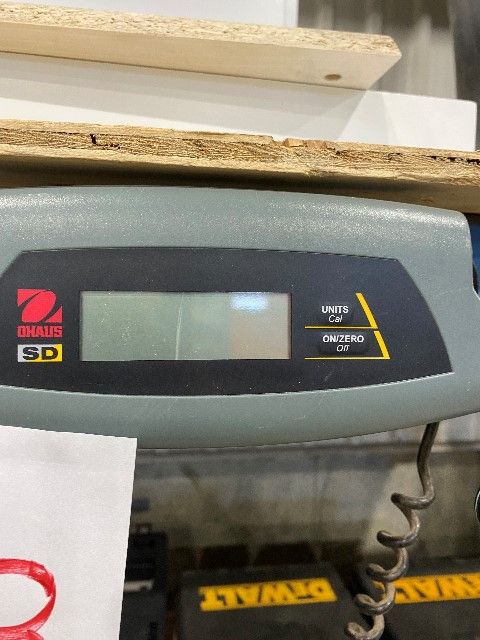 OHAUS
SD
UNITS
Cal
ON/ZERO
Off
DEWALT
DEWALT